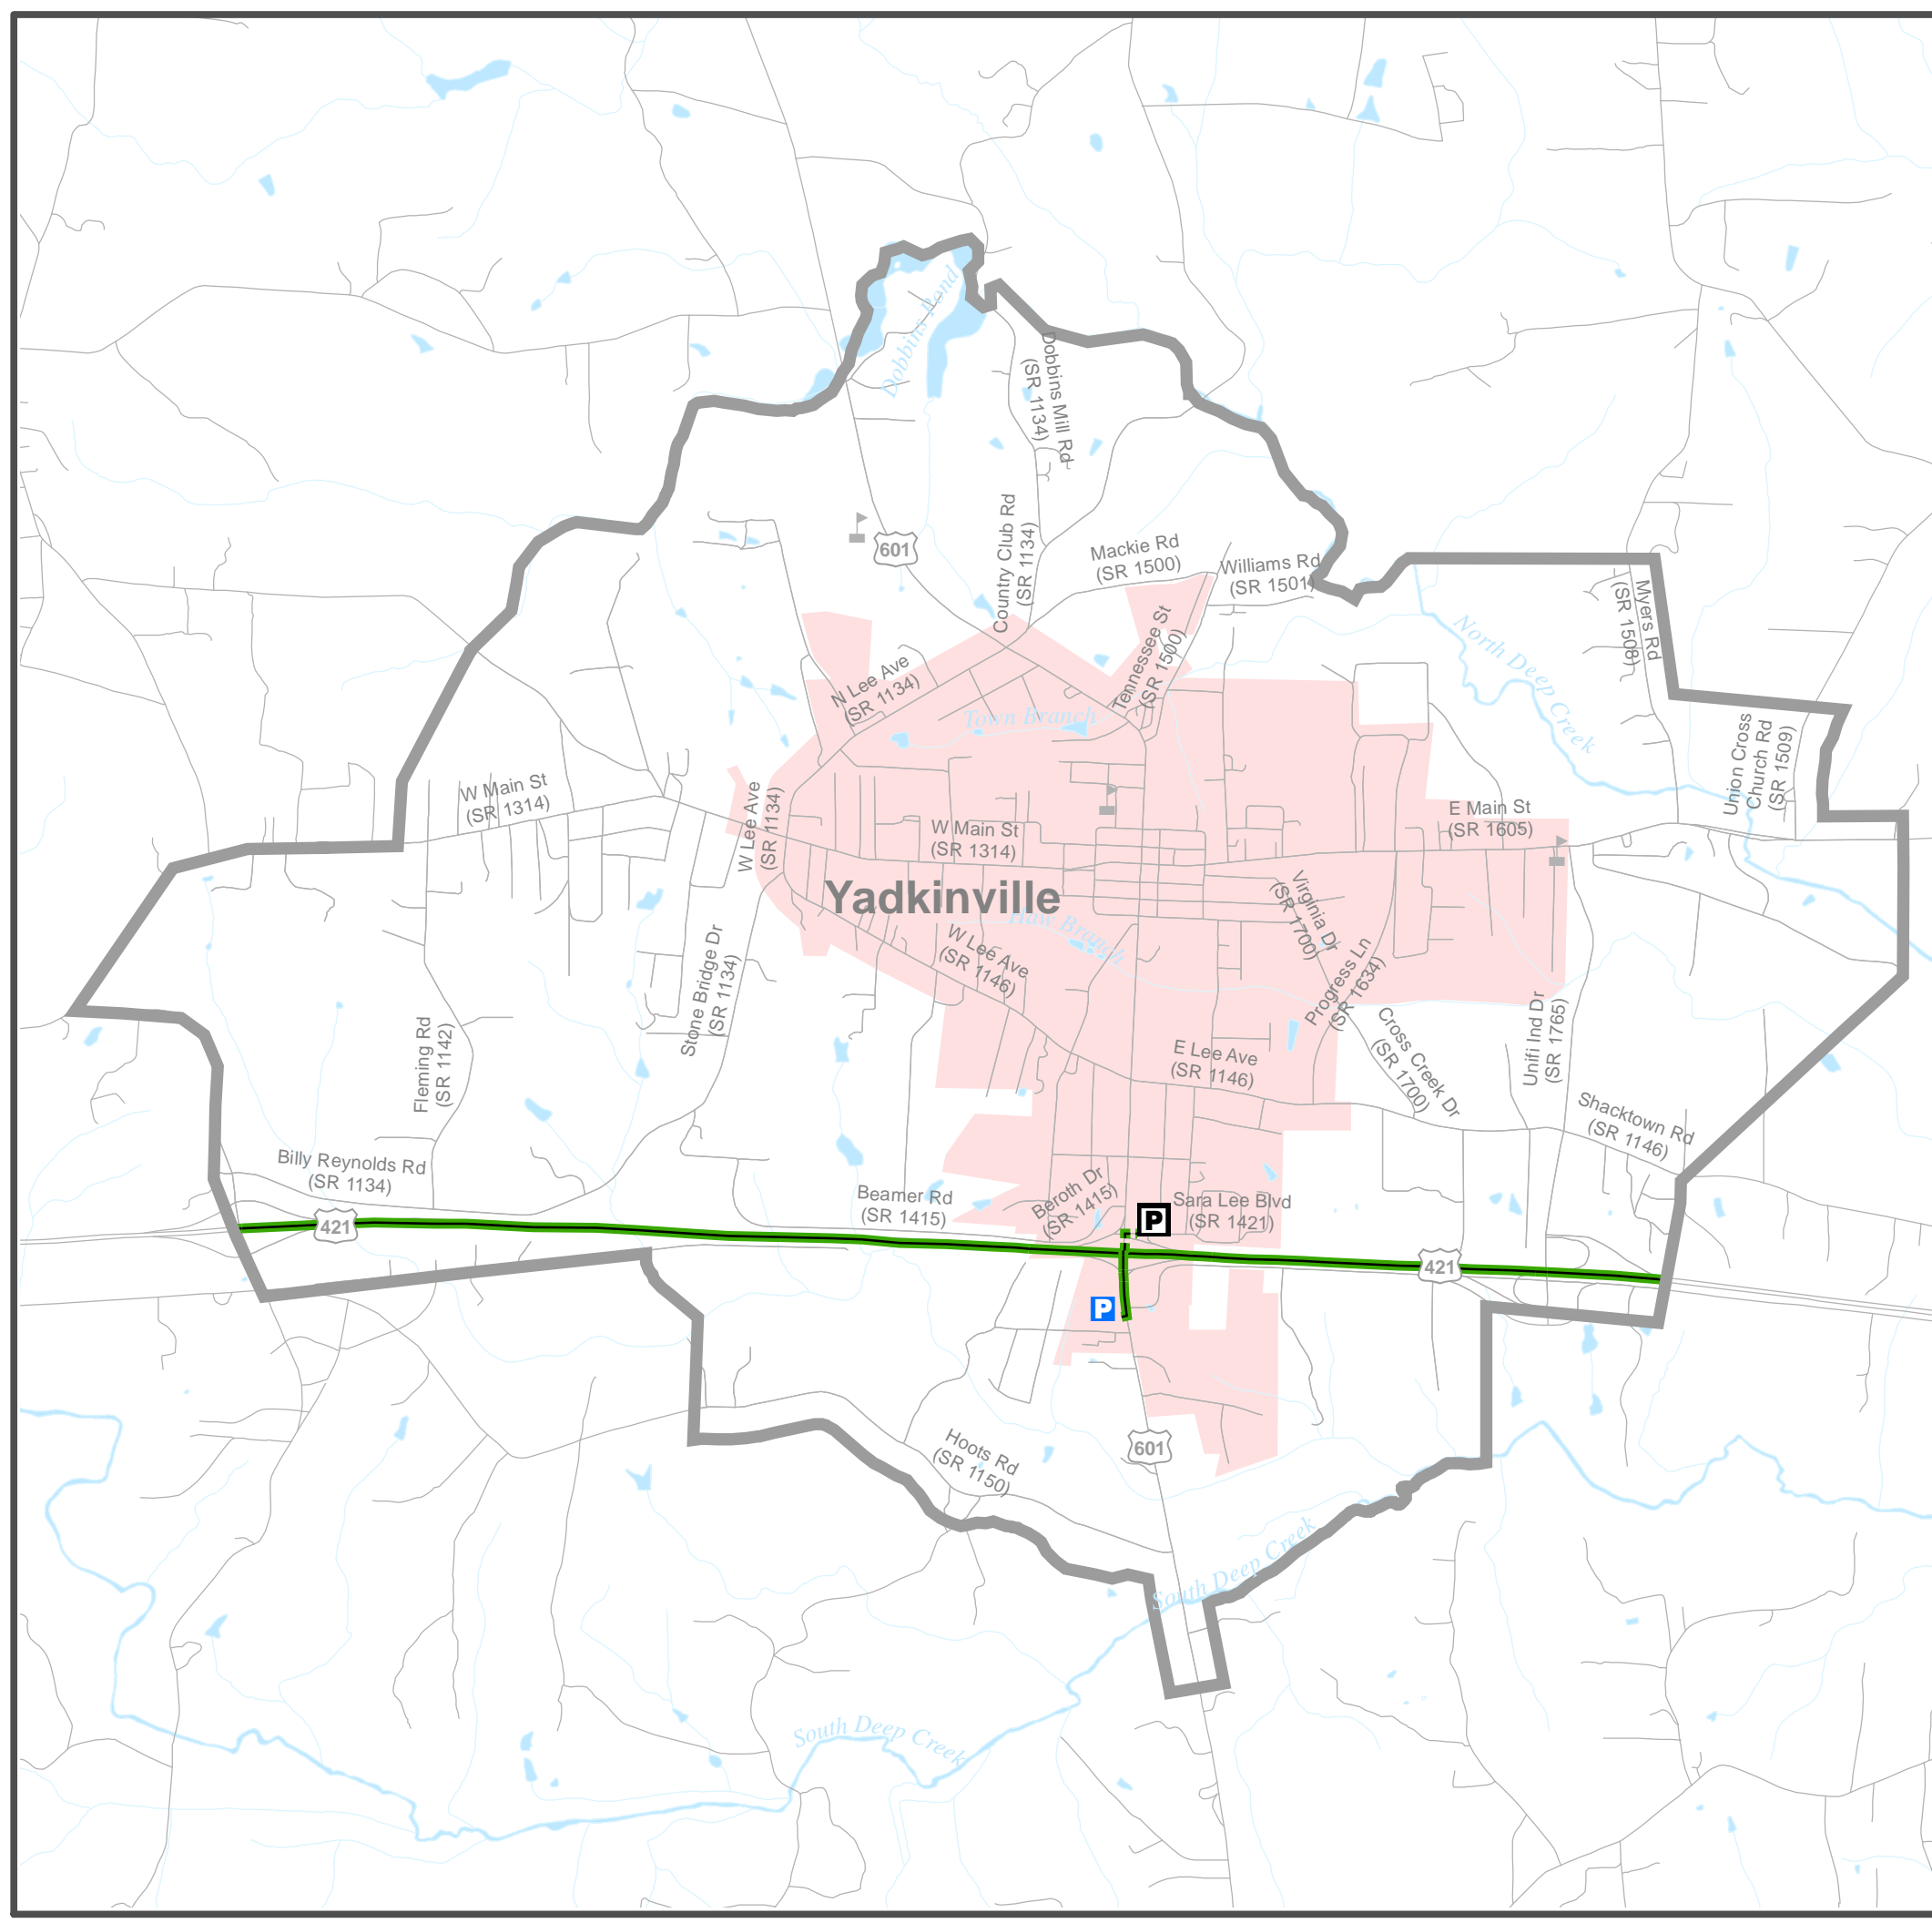 Dobbins Pond
Dobbins Mill Rd
(SR 1134)
601
Country Club Rd
(SR 1134)
Mackie Rd
(SR 1500)
Williams Rd
(SR 1501)
Myers Rd
(SR 1508)
North Deep Creek
Tennessee St
(SR 1500)
N Lee Ave
(SR 1134)
Town Branch
Union Cross
Church Rd
(SR 1509)
W Main St
(SR 1314)
W Lee Ave
(SR 1134)
W Main St
(SR 1314)
E Main St
(SR 1605)
Yadkinville
Haw Branch
Virginia Dr
(SR 1700)
W Lee Ave
(SR 1146)
Progress Ln
(SR 1634)
Stone Bridge Dr
(SR 1134)
Fleming Rd
(SR 1142)
E Lee Ave
(SR 1146)
Cross Creek Dr
(SR 1700)
Unifi Ind Dr
(SR 1765)
Shacktown Rd
(SR 1146)
Billy Reynolds Rd
(SR 1134)
421
Beamer Rd
(SR 1415)
Beroth Dr
(SR 1415)
P
Sara Lee Blvd
(SR 1421)
421
P
601
Hoots Rd
(SR 1150)
South Deep Creek
South Deep Creek